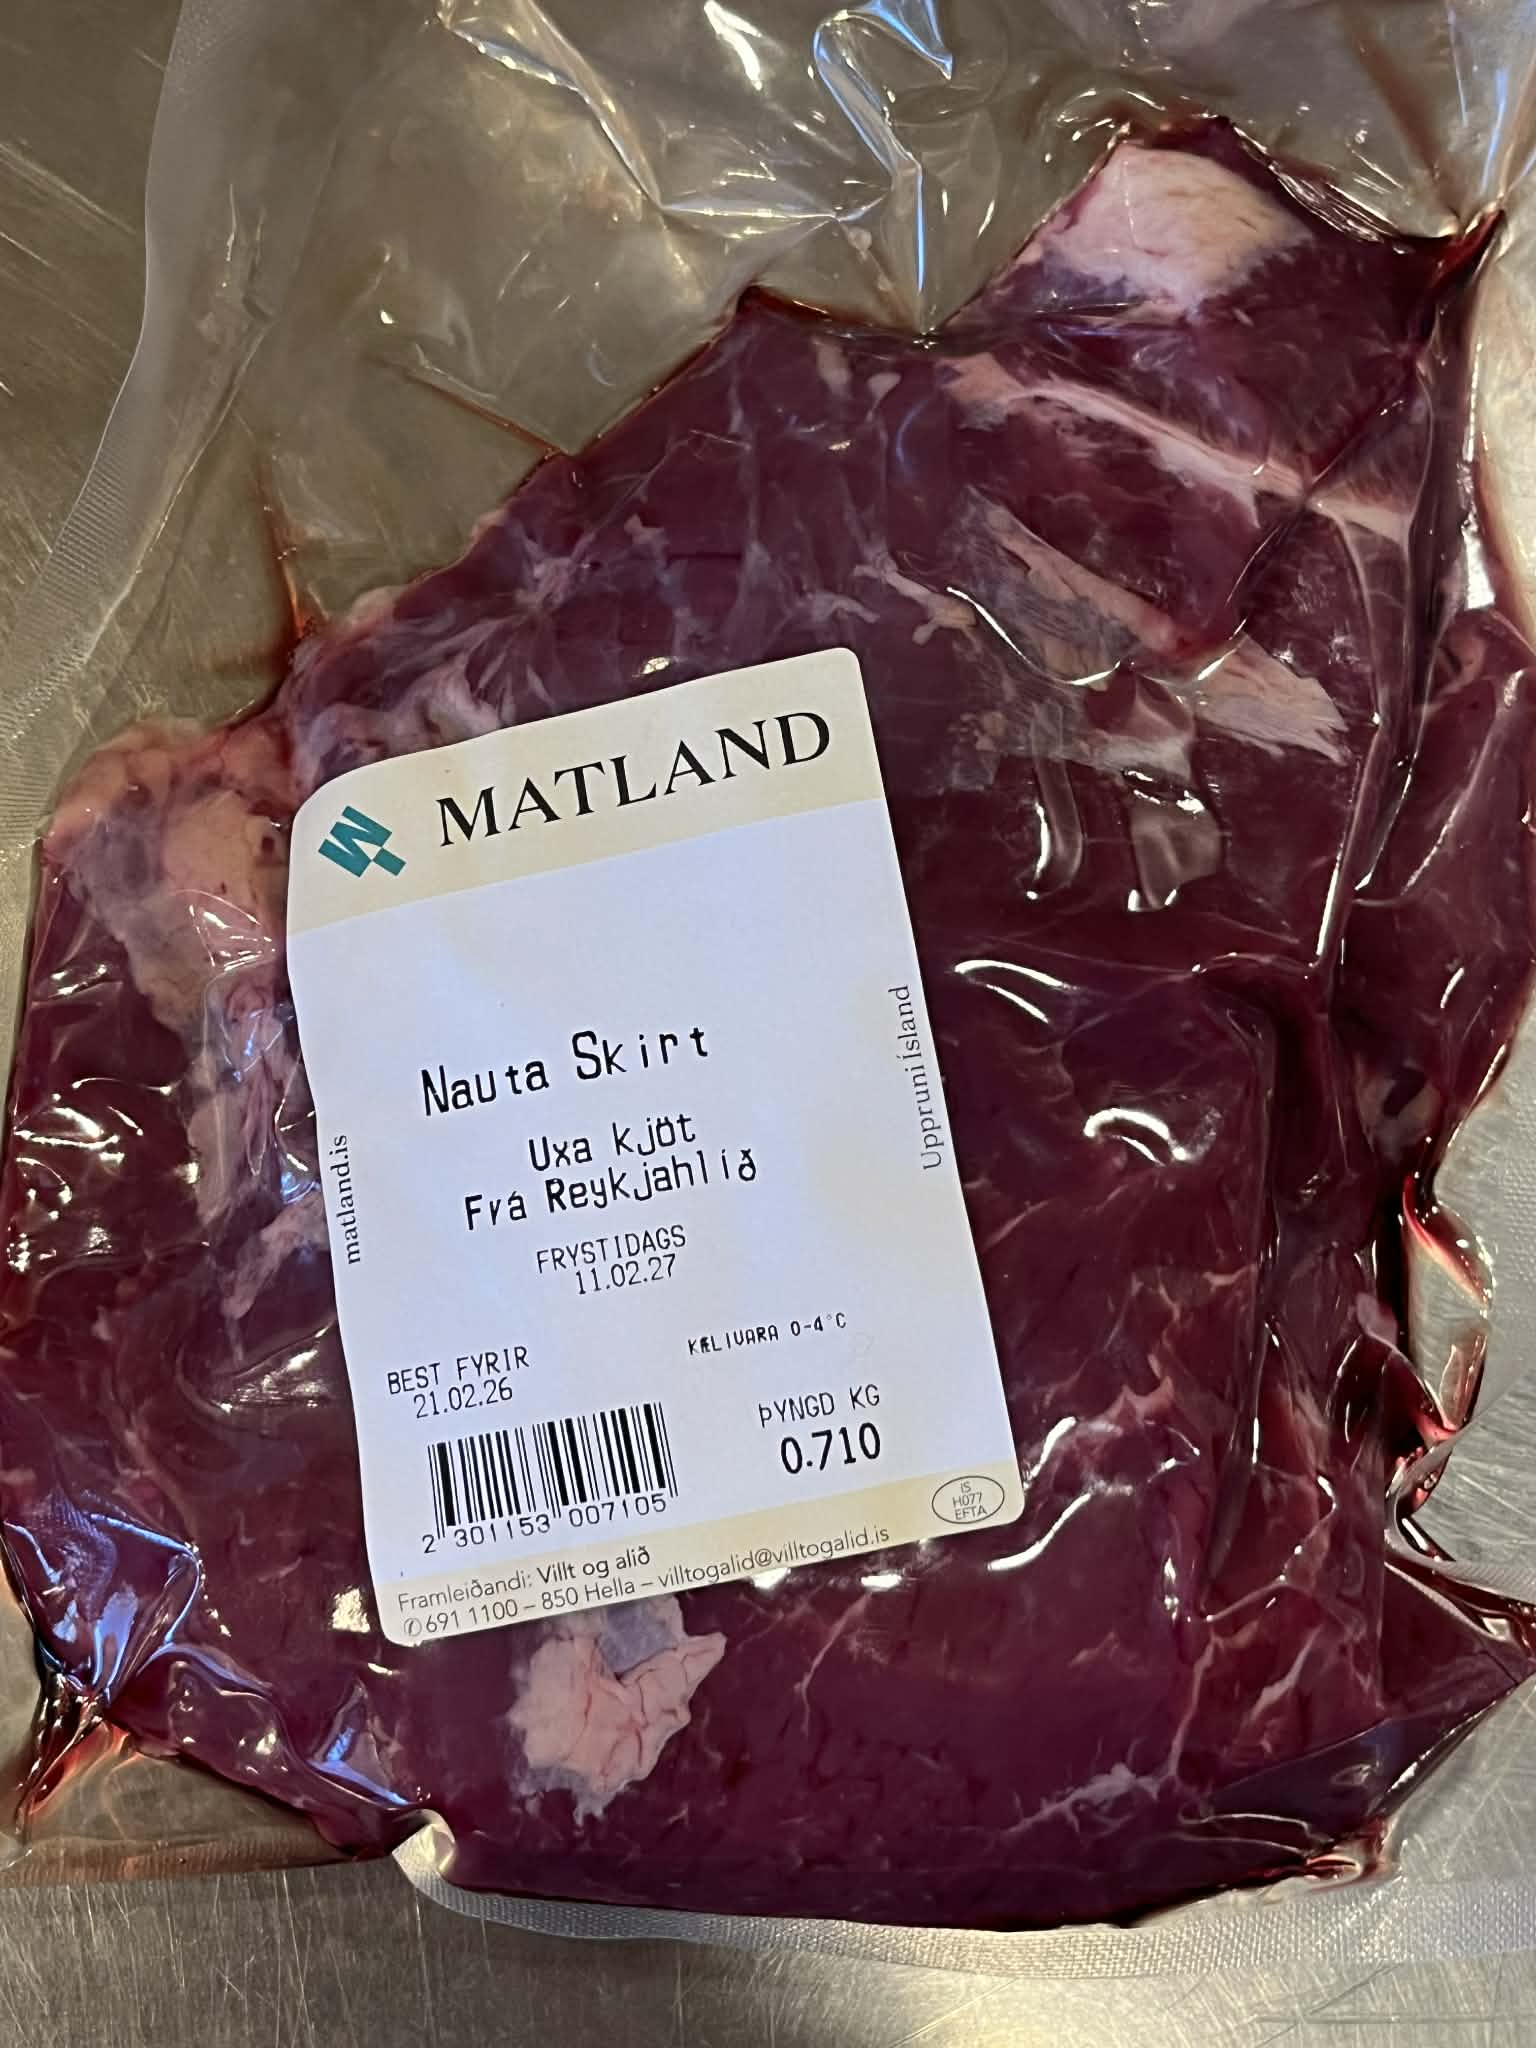 MATLAND
Nauta Skirt
Uxa kjöt
Frá Reykjahlíð
FRYSTIDAGS
11.02.27
KÆLIVARA 0-4°C
BEST FYRIR
21.02.26
ÞYNGD KG
0.710
2 301153 007105
IS
H077
EFTA
Framleiðandi: Villt og alið
✆691 1100 – 850 Hella – villtogalid@villtogalid.is
matland.is
Uppruni Ísland